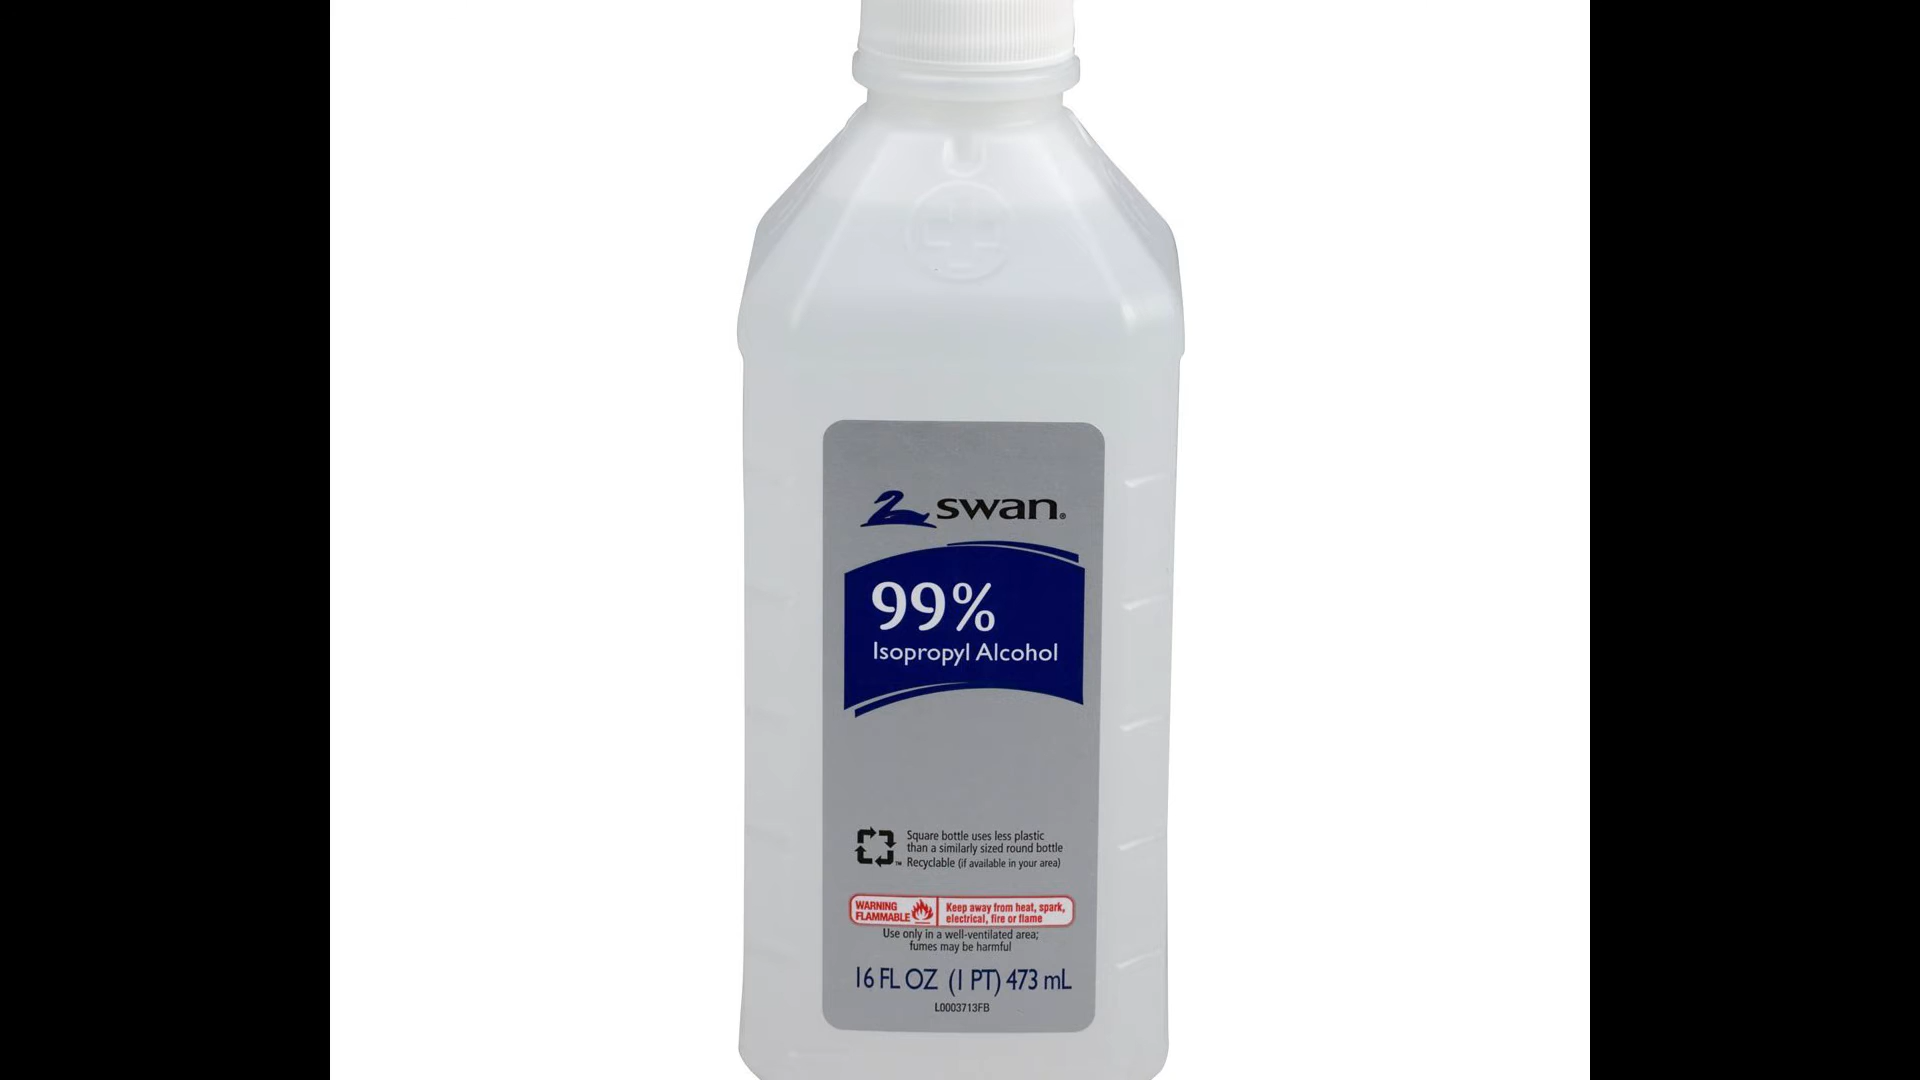 swan®
99%
Isopropyl Alcohol
Square bottle uses less plastic
than a similarly sized round bottle
™ Recyclable (if available in your area)
WARNING
FLAMMABLE
Keep away from heat, spark,
electrical, fire or flame
Use only in a well-ventilated area;
fumes may be harmful
16 FL OZ (1 PT) 473 mL
L0003713FB